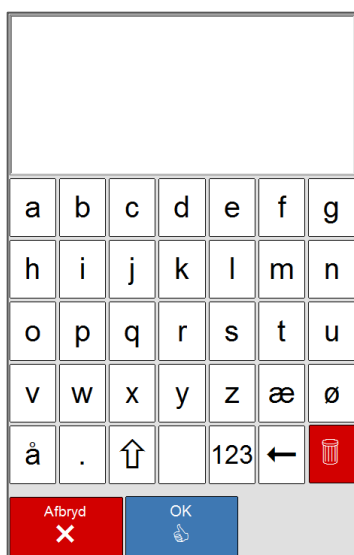 a b c d e f g
h i j k l m n
o p q r s t u
v w x y z æ ø
å . 123
Afbryd OK